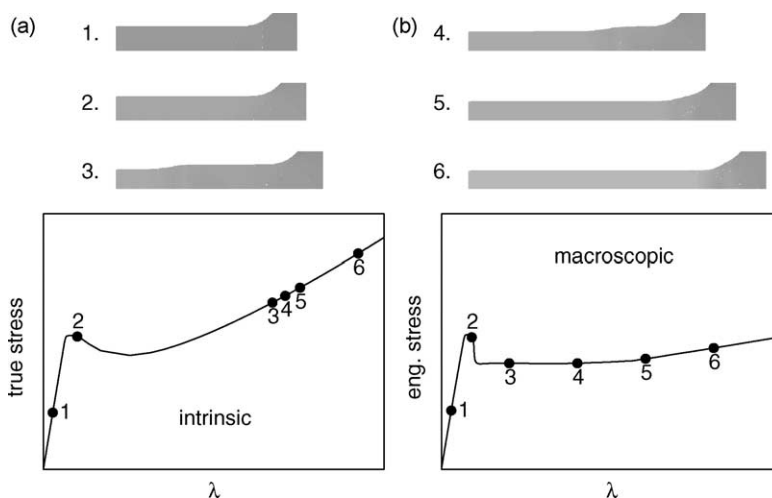 (a)
1.
2.
3.
(b)
4.
5.
6.
true stress
2
1
3
4
5
6
intrinsic
λ
eng. stress
macroscopic
2
1
3
4
5
6
λ